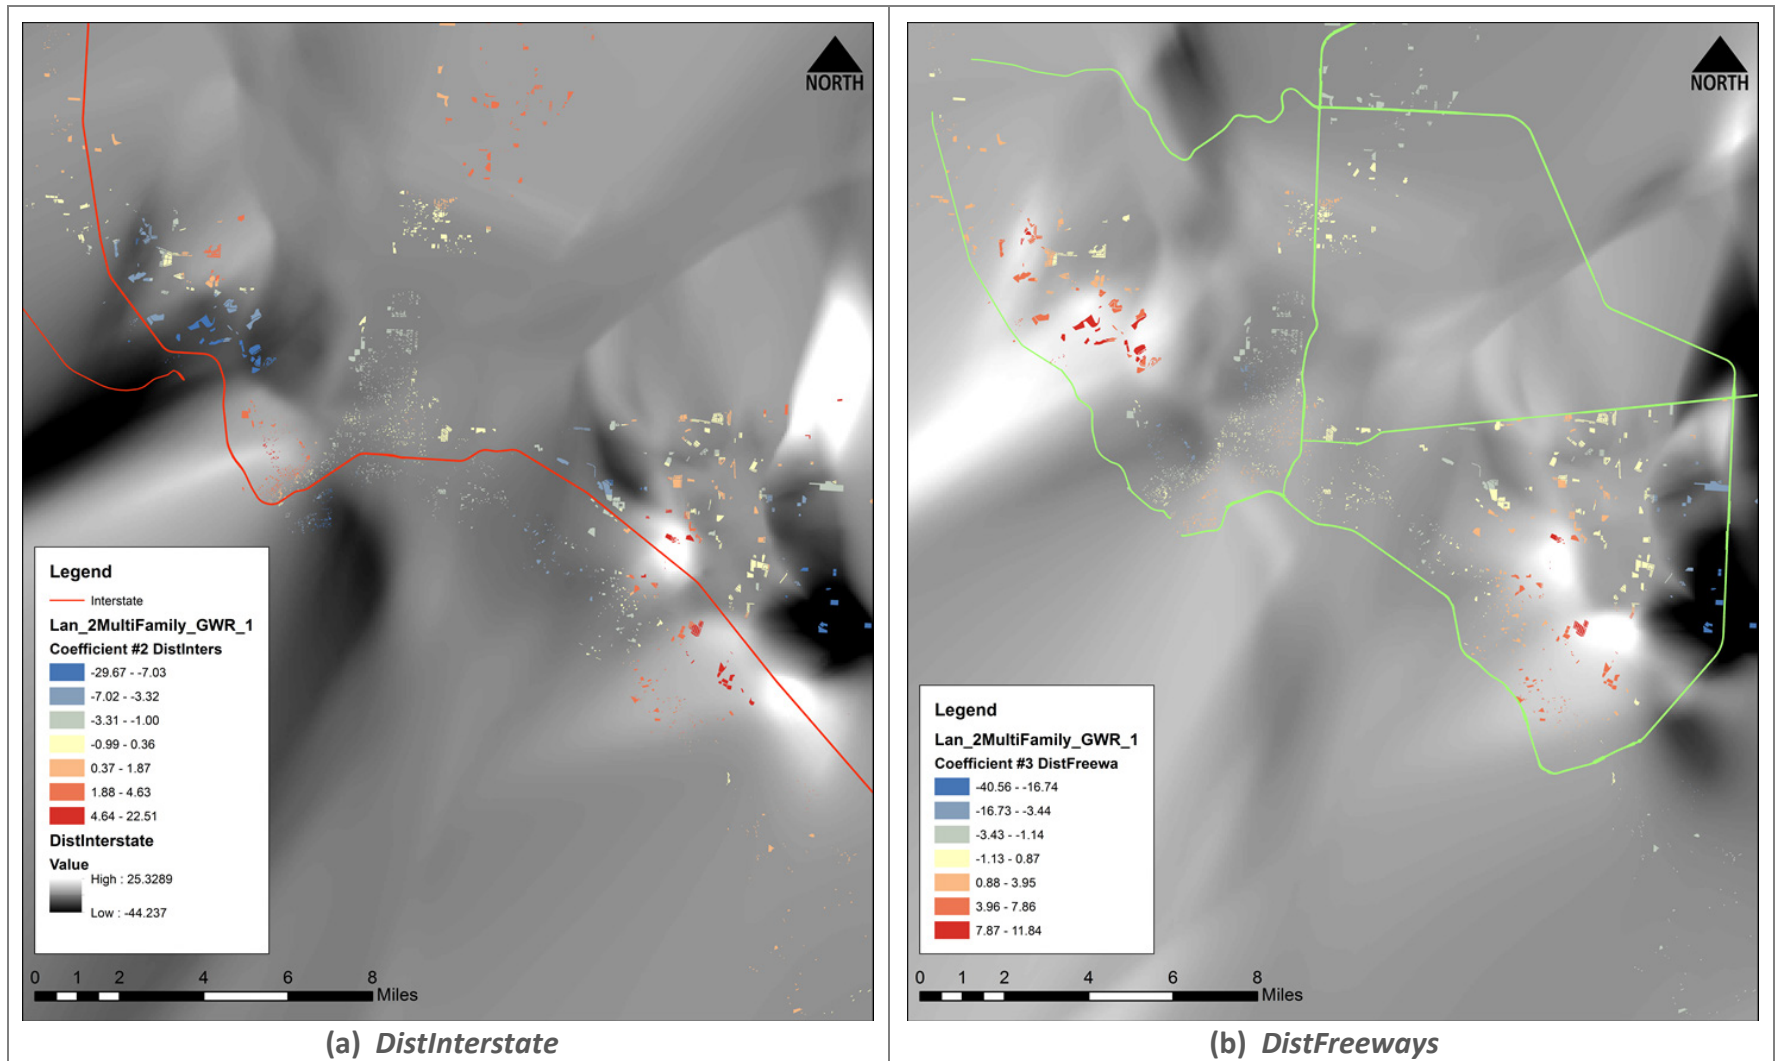 NORTH
Legend
Interstate
Lan_2MultiFamily_GWR_1
Coefficient #2 DistInters
-29.67 - -7.03
-7.02 - -3.32
-3.31 - -1.00
-0.99 - 0.36
0.37 - 1.87
1.88 - 4.63
4.64 - 22.51
DistInterstate
Value
High : 25.3289
Low : -44.237
0 1 2 4 6 8
Miles
(a) DistInterstate
NORTH
Legend
Lan_2MultiFamily_GWR_1
Coefficient #3 DistFreewa
-40.56 - -16.74
-16.73 - -3.44
-3.43 - -1.14
-1.13 - 0.87
0.88 - 3.95
3.96 - 7.86
7.87 - 11.84
0 1 2 4 6 8
Miles
(b) DistFreeways